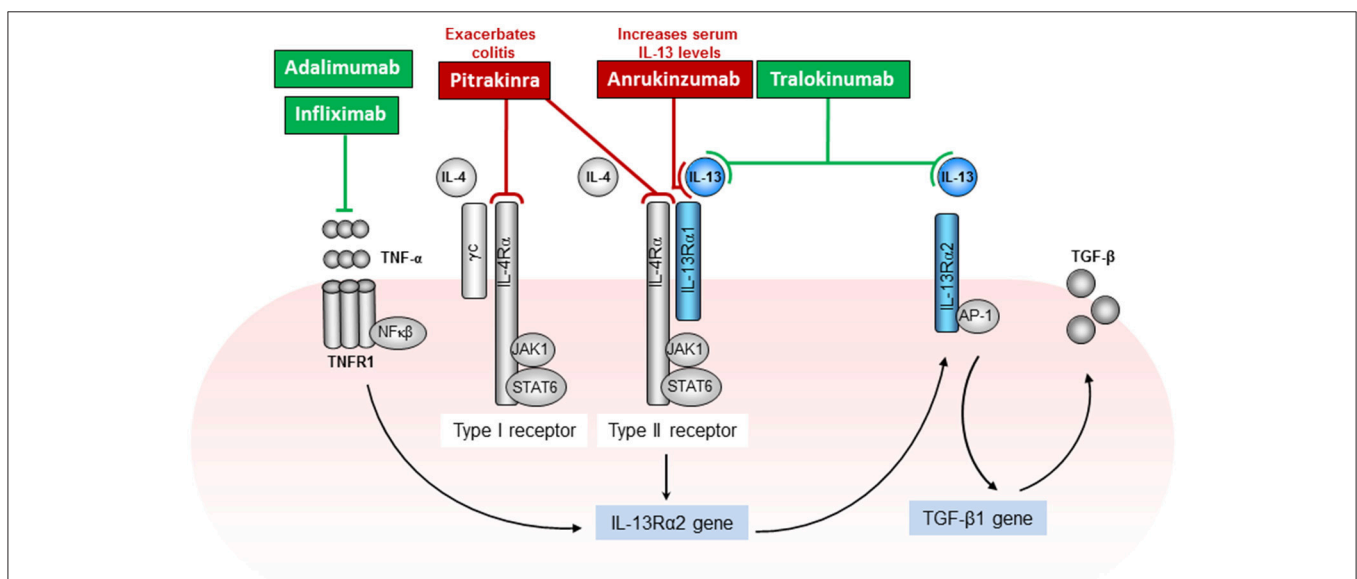 Exacerbates
colitis
Increases serum
IL-13 levels
Adalimumab
Pitrakinra
Anrukinzumab
Tralokinumab
Infliximab
IL-4
IL-4
IL-13
IL-13
γc
IL-4Rα
IL-4Rα
IL-13Rα1
IL-13Rα2
TNF-α
TGF-β
NFκβ
TNFR1
AP-1
JAK1
STAT6
JAK1
STAT6
Type I receptor
Type II receptor
IL-13Rα2 gene
TGF-β1 gene